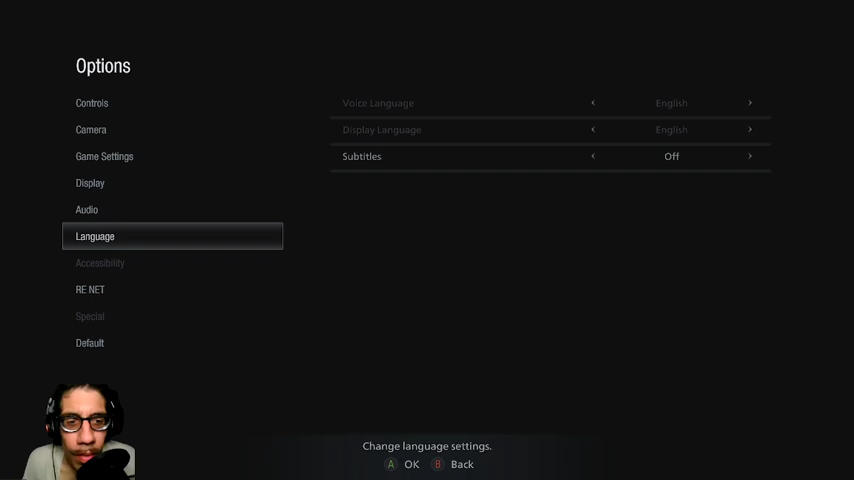 Options
Controls
Camera
Game Settings
Display
Audio
Language
Accessibility
RE NET
Special
Default
Voice Language < English >
Display Language < English >
Subtitles < Off >
Change language settings.
A OK B Back